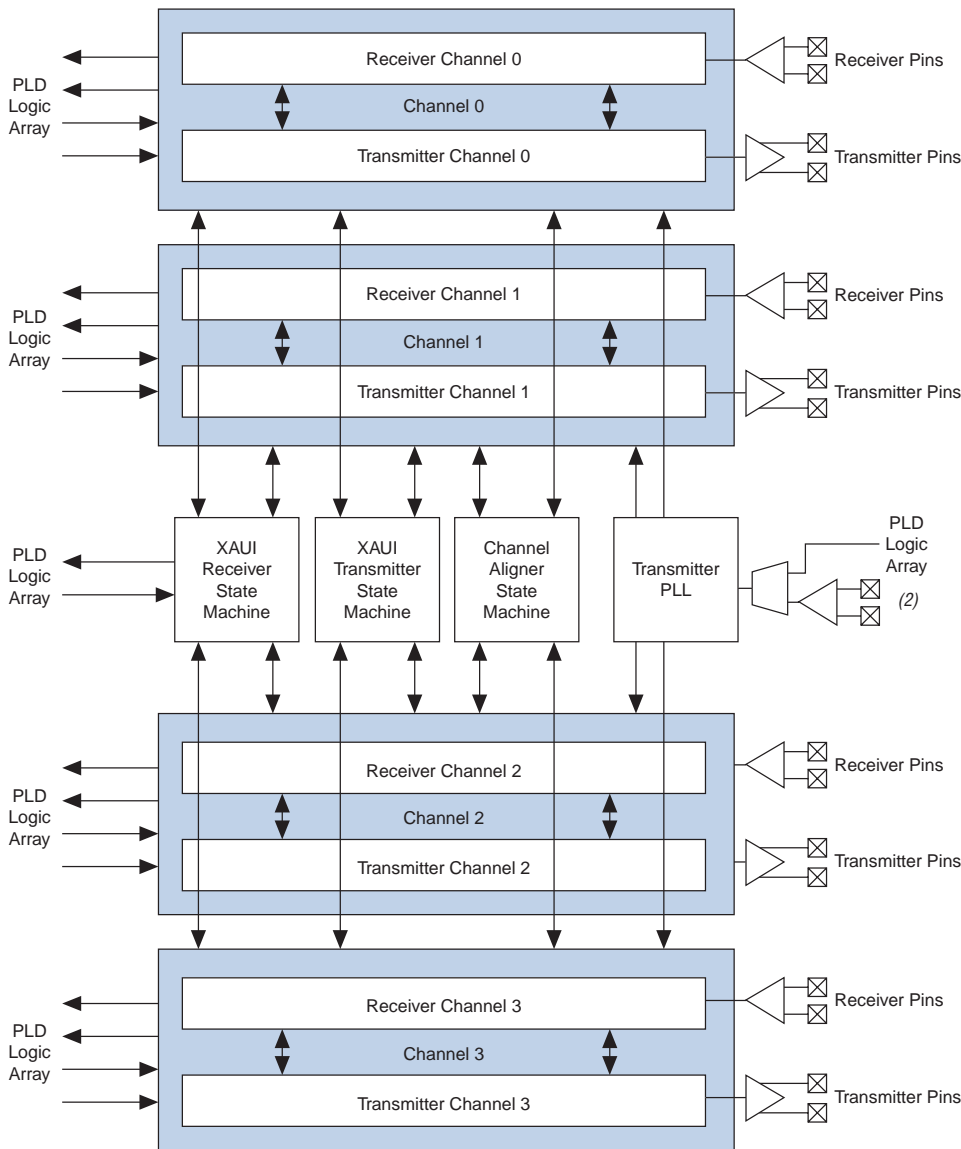 Receiver Channel 0
Receiver Pins
PLD
Logic
Array
Channel 0
Transmitter Channel 0
Transmitter Pins
Receiver Channel 1
Receiver Pins
PLD
Logic
Array
Channel 1
Transmitter Channel 1
Transmitter Pins
PLD
Logic
Array
XAUI
Receiver
State
Machine
XAUI
Transmitter
State
Machine
Channel
Aligner
State
Machine
Transmitter
PLL
PLD
Logic
Array
(2)
Receiver Channel 2
Receiver Pins
PLD
Logic
Array
Channel 2
Transmitter Channel 2
Transmitter Pins
Receiver Channel 3
Receiver Pins
PLD
Logic
Array
Channel 3
Transmitter Channel 3
Transmitter Pins